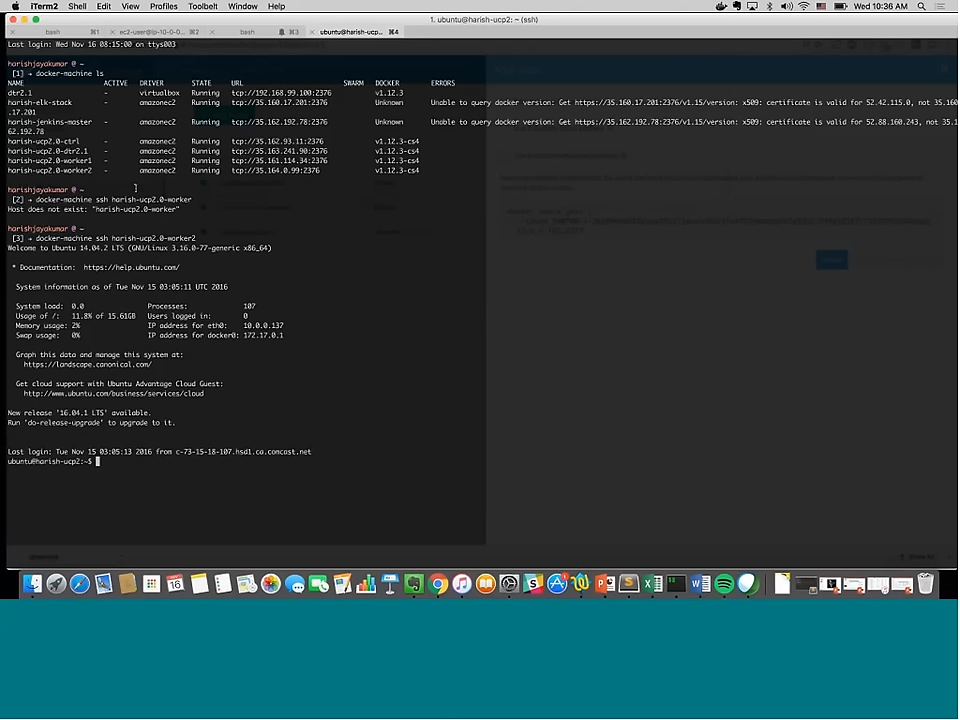 iTerm2 Shell Edit View Profiles Toolbelt Window Help Wed 10:36 AM
1. ubuntu@harish-ucp2: ~ (ssh)
bash ⌘1 ec2-user@ip-10-0-0... ⌘2 bash ⌘3 ubuntu@harish-ucp... ⌘4
Last login: Wed Nov 16 08:15:00 on ttys003
harishjayakumar @ ~
[1] → docker-machine ls
NAME ACTIVE DRIVER STATE URL SWARM DOCKER ERRORS
dtr2.1 - virtualbox Running tcp://192.168.99.100:2376 v1.12.3
harish-elk-stack - amazonec2 Running tcp://35.160.17.201:2376 Unknown Unable to query docker version: Get https://35.160.17.201:2376/v1.15/version: x509: certificate is valid for 52.42.115.0, not 35.160
.17.201
harish-jenkins-master - amazonec2 Running tcp://35.162.192.78:2376 Unknown Unable to query docker version: Get https://35.162.192.78:2376/v1.15/version: x509: certificate is valid for 52.88.160.243, not 35.1
62.192.78
harish-ucp2.0-ctrl - amazonec2 Running tcp://35.162.93.11:2376 v1.12.3-cs4
harish-ucp2.0-dtr2.1 - amazonec2 Running tcp://35.163.241.90:2376 v1.12.3-cs4
harish-ucp2.0-worker1 - amazonec2 Running tcp://35.161.114.34:2376 v1.12.3-cs4
harish-ucp2.0-worker2 - amazonec2 Running tcp://35.164.0.99:2376 v1.12.3-cs4
harishjayakumar @ ~
[2] → docker-machine ssh harish-ucp2.0-worker
Host does not exist: "harish-ucp2.0-worker"
harishjayakumar @ ~
[3] → docker-machine ssh harish-ucp2.0-worker2
Welcome to Ubuntu 14.04.2 LTS (GNU/Linux 3.16.0-77-generic x86_64)
* Documentation: https://help.ubuntu.com/
System information as of Tue Nov 15 03:05:11 UTC 2016
System load: 0.0 Processes: 107
Usage of /: 11.8% of 15.61GB Users logged in: 0
Memory usage: 2% IP address for eth0: 10.0.0.137
Swap usage: 0% IP address for docker0: 172.17.0.1
Graph this data and manage this system at:
https://landscape.canonical.com/
Get cloud support with Ubuntu Advantage Cloud Guest:
http://www.ubuntu.com/business/services/cloud
New release '16.04.1 LTS' available.
Run 'do-release-upgrade' to upgrade to it.
Last login: Tue Nov 15 03:05:13 2016 from c-73-15-18-107.hsd1.ca.comcast.net
ubuntu@harish-ucp2:~$